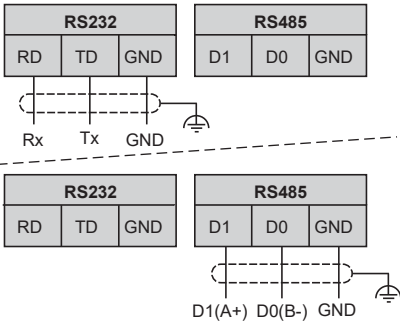 RS232 RS485
RD TD GND D1 D0 GND
Rx Tx GND
RS232 RS485
RD TD GND D1 D0 GND
D1(A+) D0(B-) GND